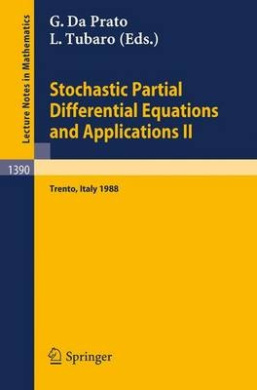 G. Da Prato
L. Tubaro (Eds.)
Lecture Notes in Mathematics
1390
Stochastic Partial
Differential Equations
and Applications II
Trento, Italy 1988
Springer